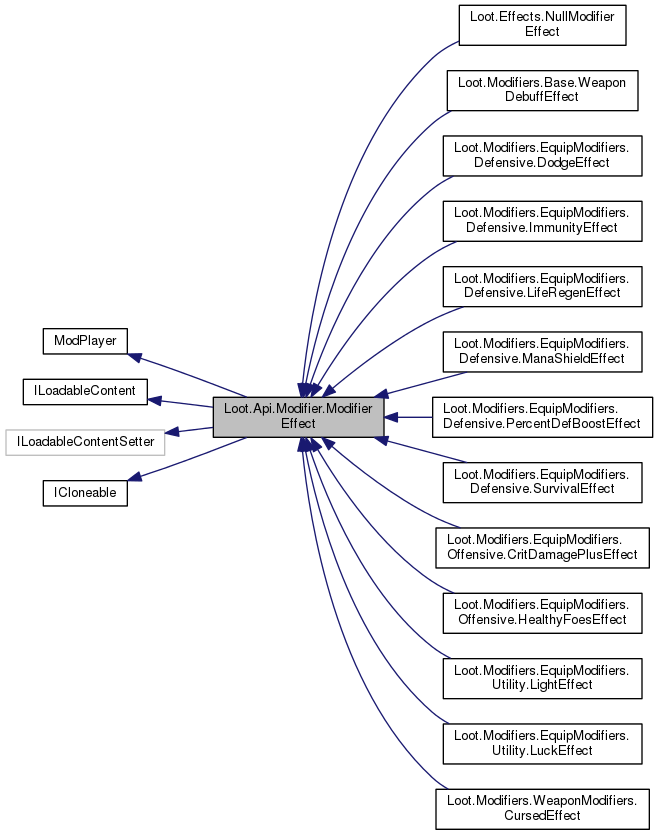 Loot.Effects.NullModifier
Effect
Loot.Modifiers.Base.Weapon
DebuffEffect
Loot.Modifiers.EquipModifiers.
Defensive.DodgeEffect
Loot.Modifiers.EquipModifiers.
Defensive.ImmunityEffect
Loot.Modifiers.EquipModifiers.
Defensive.LifeRegenEffect
ModPlayer
Loot.Modifiers.EquipModifiers.
Defensive.ManaShieldEffect
ILoadableContent
Loot.Api.Modifier.Modifier
Effect
Loot.Modifiers.EquipModifiers.
Defensive.PercentDefBoostEffect
ILoadableContentSetter
ICloneable
Loot.Modifiers.EquipModifiers.
Defensive.SurvivalEffect
Loot.Modifiers.EquipModifiers.
Offensive.CritDamagePlusEffect
Loot.Modifiers.EquipModifiers.
Offensive.HealthyFoesEffect
Loot.Modifiers.EquipModifiers.
Utility.LightEffect
Loot.Modifiers.EquipModifiers.
Utility.LuckEffect
Loot.Modifiers.WeaponModifiers.
CursedEffect